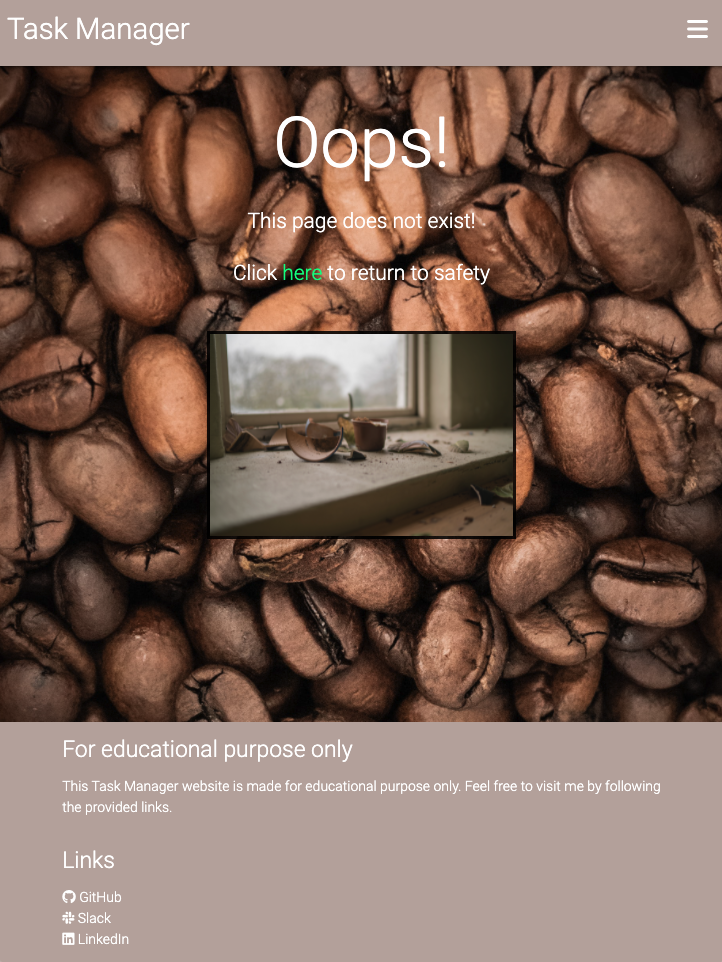 Task Manager
Oops!
This page does not exist!
Click here to return to safety
For educational purpose only
This Task Manager website is made for educational purpose only. Feel free to visit me by following
the provided links.
Links
GitHub
Slack
LinkedIn